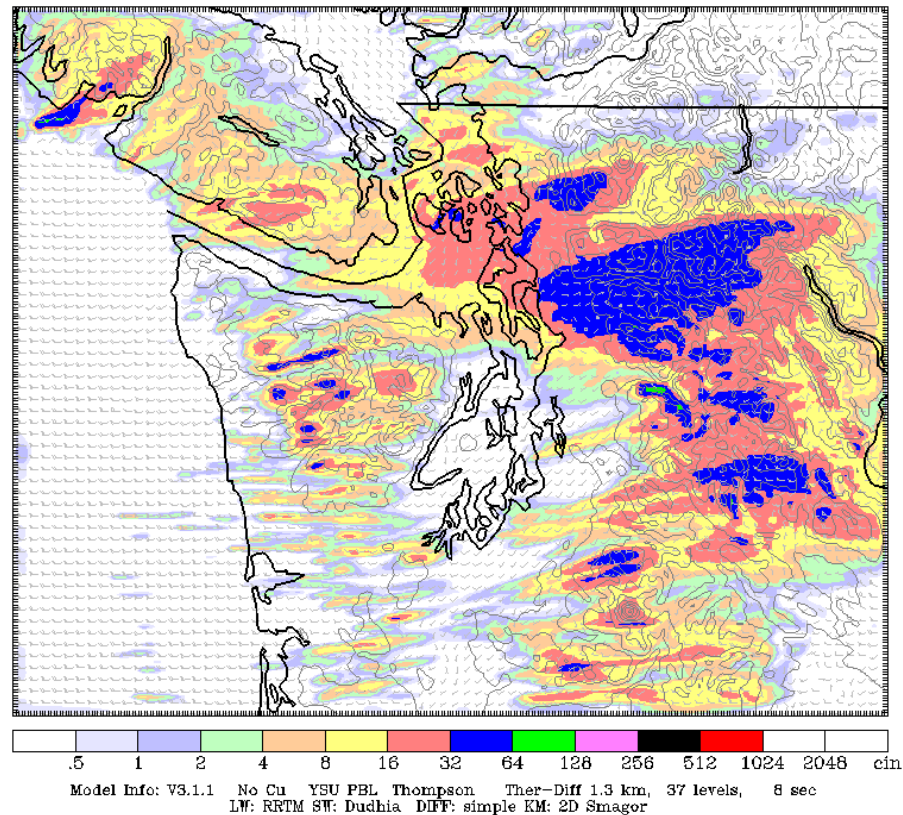 .5 1 2 4 8 16 32 64 128 256 512 1024 2048 cin
Model Info: V3.1.1 No Cu YSU PBL Thompson Ther-Diff 1.3 km, 37 levels, 8 sec
LW: RRTM SW: Dudhia DIFF: simple KM: 2D Smagor